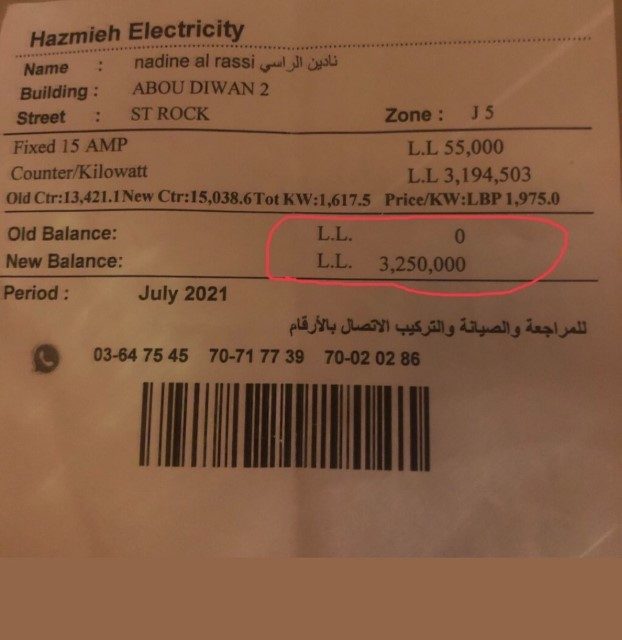 Hazmieh Electricity
Name : nadine al rassi نادين الراسي
Building : ABOU DIWAN 2
Street : ST ROCK Zone : J 5
Fixed 15 AMP L.L 55,000
Counter/Kilowatt L.L 3,194,503
Old Ctr:13,421.1 New Ctr:15,038.6 Tot KW:1,617.5 Price/KW:LBP 1,975.0
Old Balance: L.L. 0
New Balance: L.L. 3,250,000
Period : July 2021
للمراجعة والصيانة والتركيب الاتصال بالأرقام
03-64 75 45 70-71 77 39 70-02 02 86